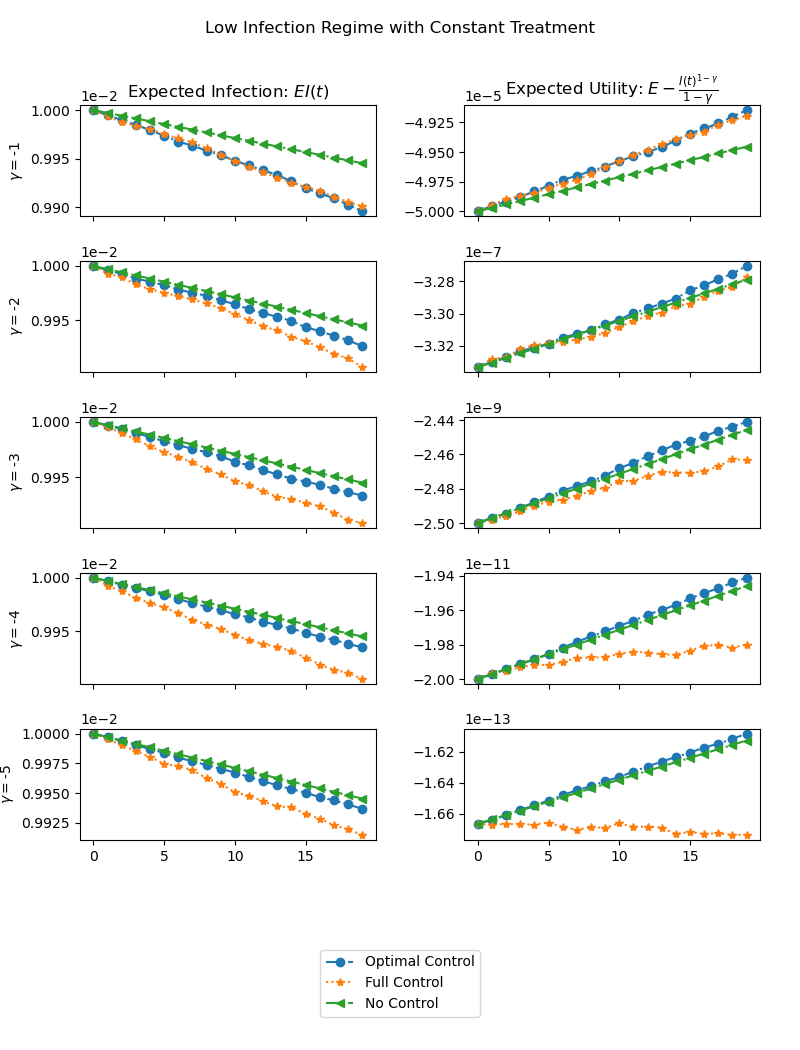 Low Infection Regime with Constant Treatment
Expected Infection: EI(t)
Expected Utility: E − I(t)^{1−γ}/1−γ
1e−2
1.000
0.995
0.990
γ = -1
1e−5
−4.925
−4.950
−4.975
−5.000
1e−2
1.000
0.995
γ = -2
1e−7
−3.28
−3.30
−3.32
1e−2
1.000
0.995
γ = -3
1e−9
−2.44
−2.46
−2.48
−2.50
1e−2
1.000
0.995
γ = -4
1e−11
−1.94
−1.96
−1.98
−2.00
1e−2
1.0000
0.9975
0.9950
0.9925
γ = -5
0 5 10 15
1e−13
−1.62
−1.64
−1.66
0 5 10 15
Optimal Control
Full Control
No Control